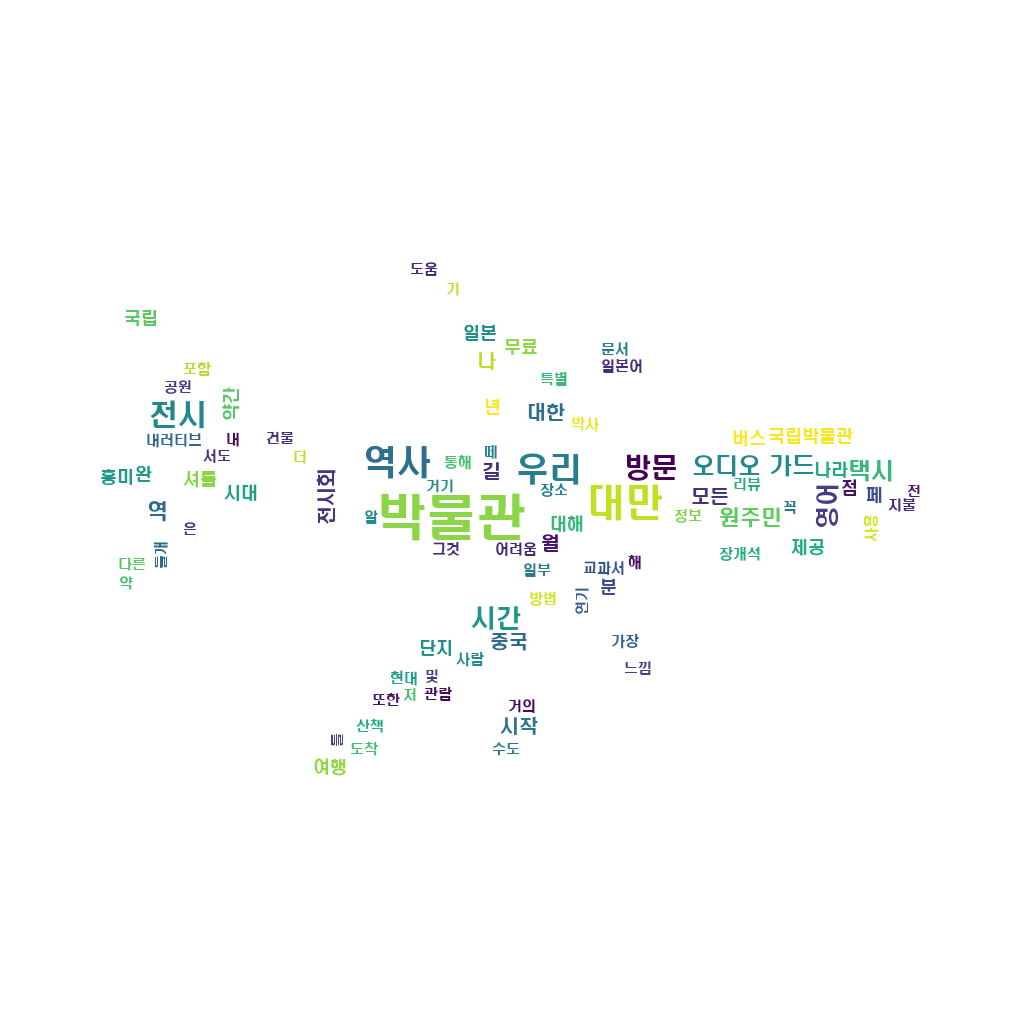 도움
기
국립
일본
무료
나
문서
일본어
포함
공원
특별
약간
년
대한
박사
전시
내러티브
내
건물
서도
더
버스
국립박물관
역사
통해
떼
길
우리
방문
오디오 가드
나라
택시
흥미
완
셔틀
시대
전시회
거기
장소
모든
리뷰
영어
점
페
전
지불
역
은
알
박물관
대만
대해
정보
원주민
꼭
용사
그것
어려움
월
장개석
제공
다른
들개
약
일부
교과서
해
분
방법
연기
시간
중국
가장
느낌
단지
사람
현대
및
또한
저
관람
거의
산책
시작
를
도착
수도
여행